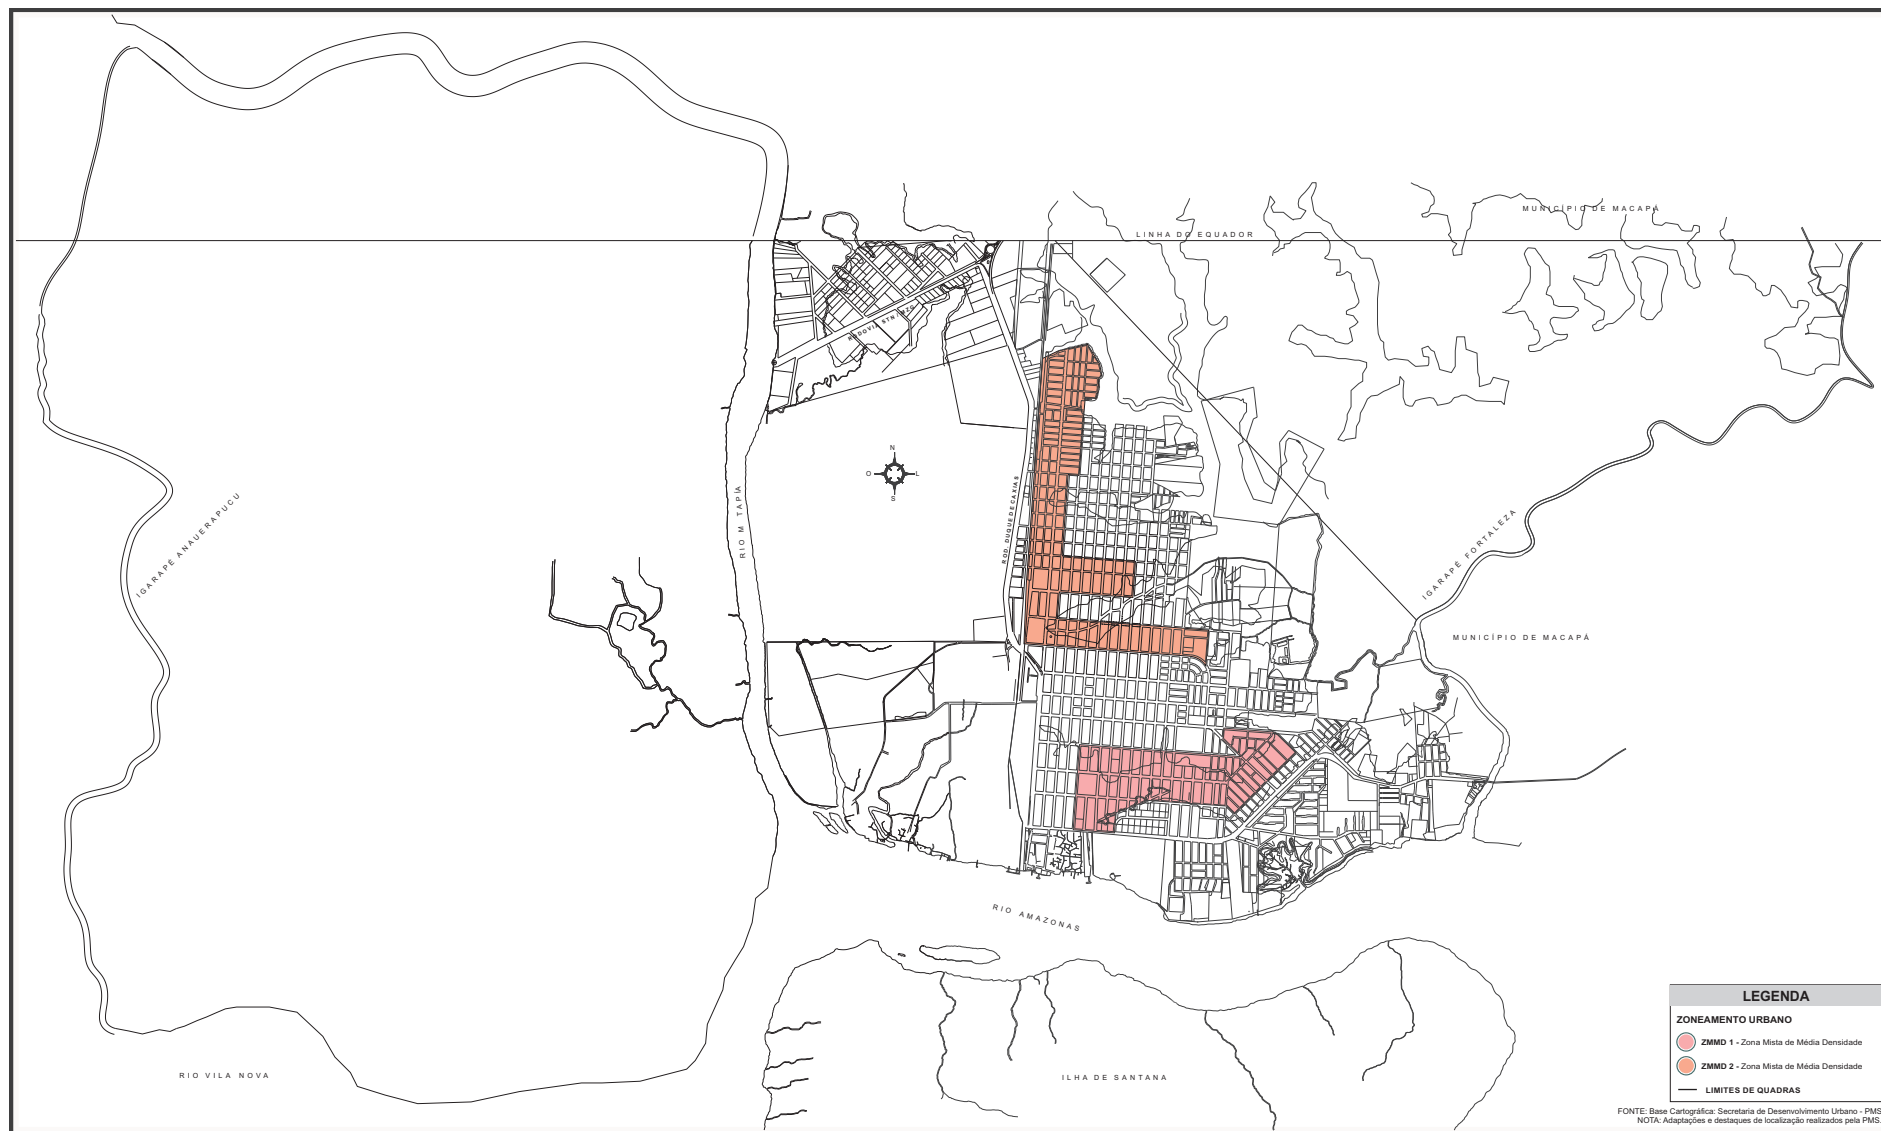 MUNICÍPIO DE MACAPÁ
LINHA DO EQUADOR
RODOVIA STN / MZG
N
O
L
S
ROD. DUQUE DE CAXIAS
RIO M TAPÍA
IGARAPÉ ANAUERAPUCU
IGARAPÉ FORTALEZA
MUNICÍPIO DE MACAPÁ
RIO AMAZONAS
RIO VILA NOVA
ILHA DE SANTANA
LEGENDA
ZONEAMENTO URBANO
ZMMD 1 - Zona Mista de Média Densidade
ZMMD 2 - Zona Mista de Média Densidade
LIMITES DE QUADRAS
FONTE: Base Cartográfica: Secretaria de Desenvolvimento Urbano - PMS
NOTA: Adaptações e destaques de localização realizados pela PMS.